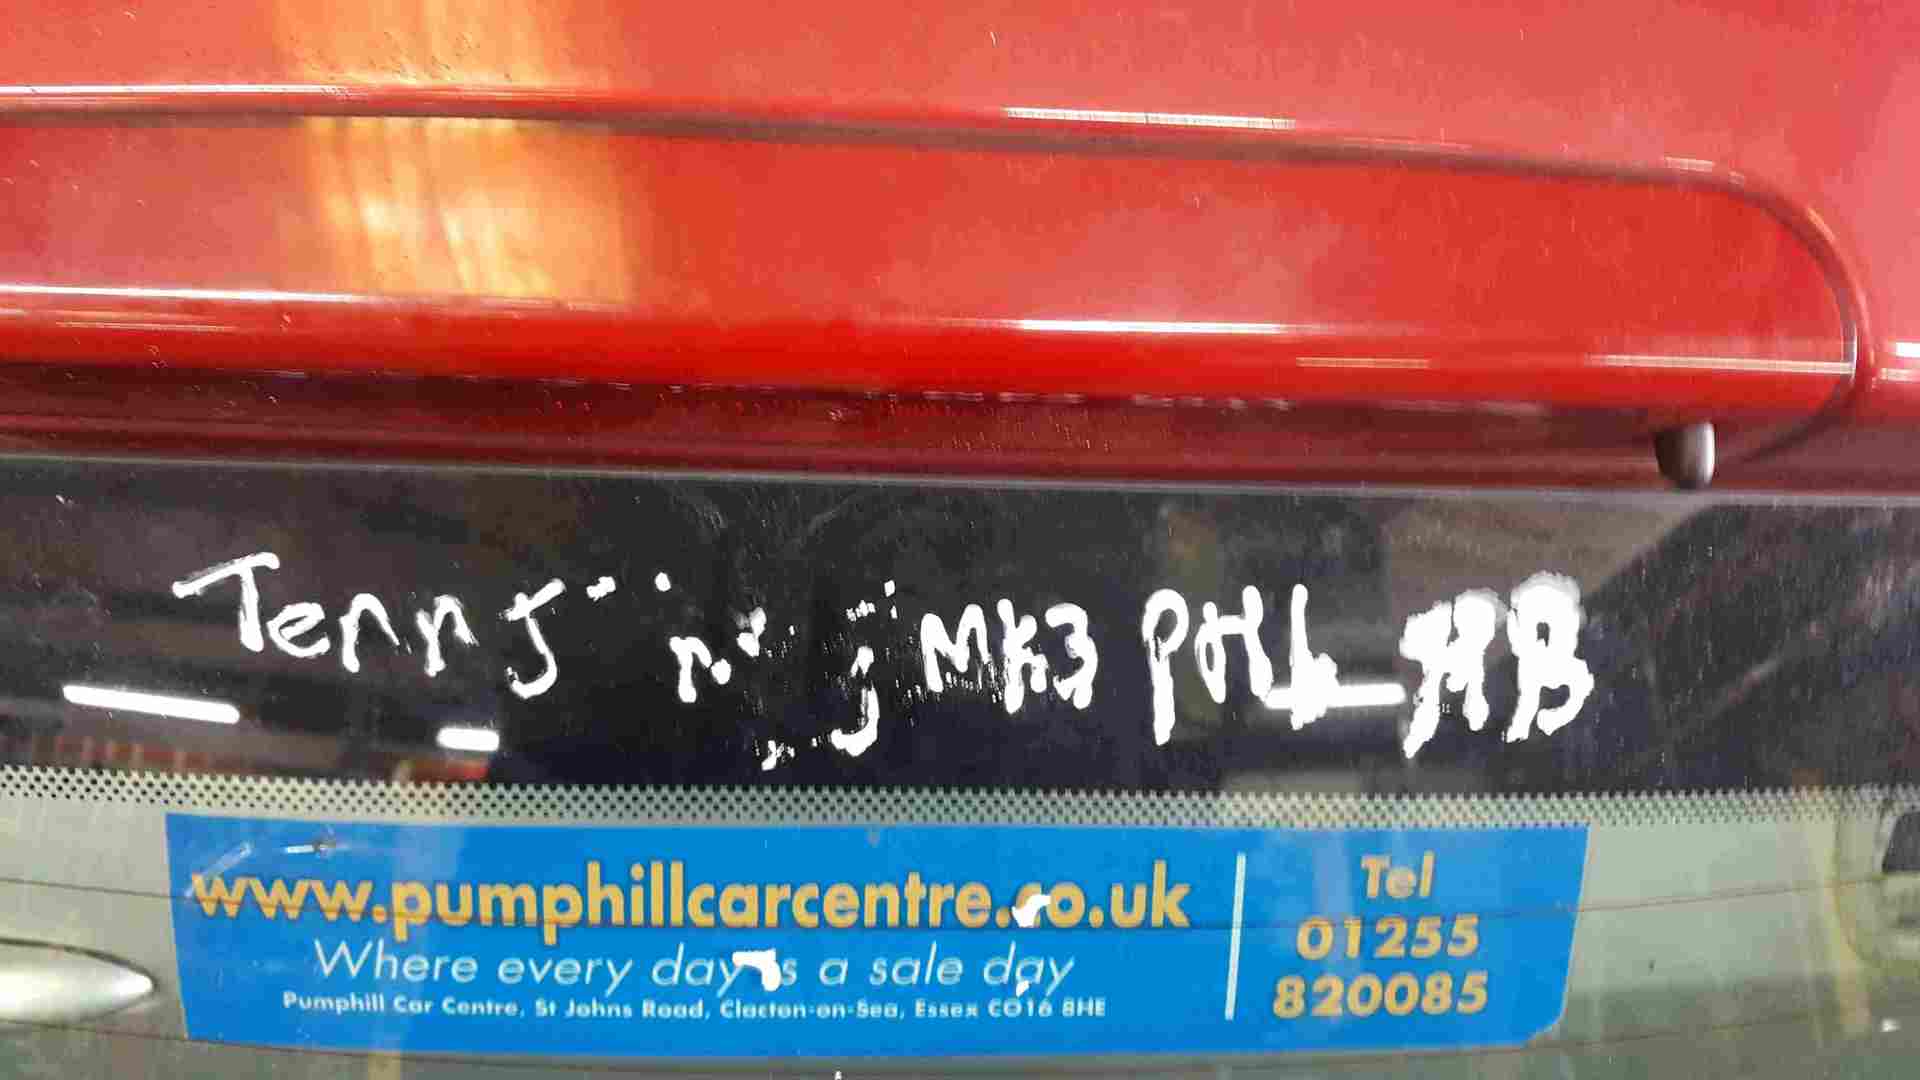 MK3
www.pumphillcarcentre.co.uk
Where every day is a sale day
Pumphill Car Centre, St Johns Road, Clacton-on-Sea, Essex CO16 8HE
Tel
01255
820085